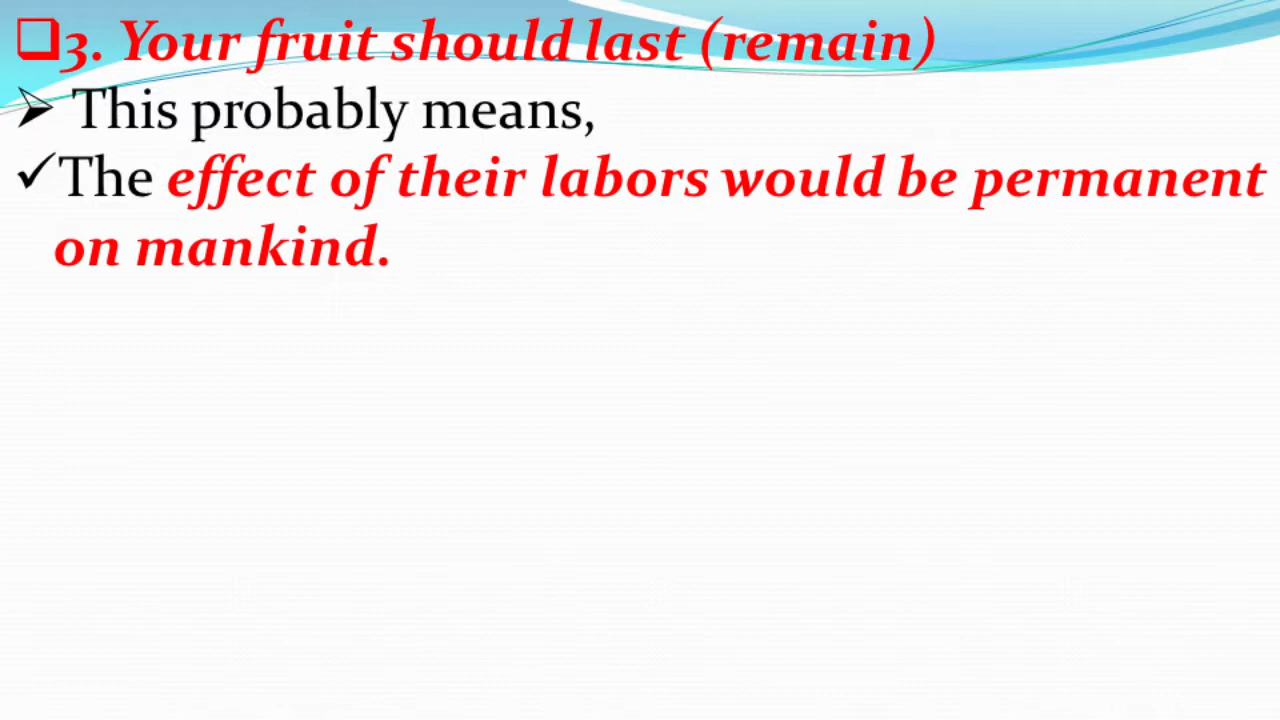 ❑3. Your fruit should last (remain)
➢ This probably means,
✓The effect of their labors would be permanent
on mankind.